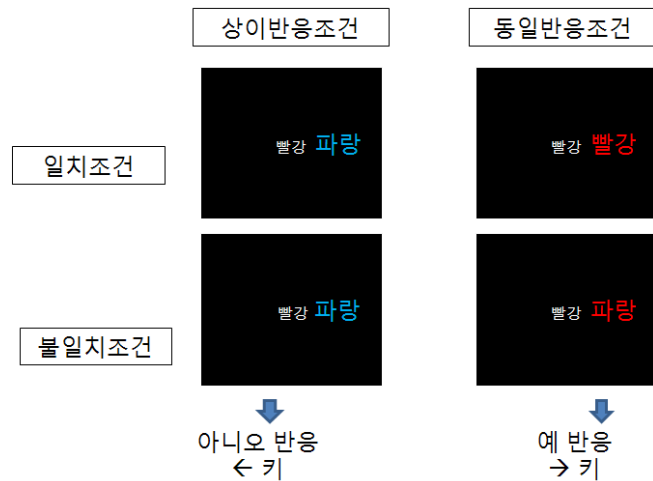 상이반응조건
동일반응조건
일치조건
빨강 파랑
빨강 빨강
불일치조건
빨강 파랑
빨강 파랑
아니오 반응
← 키
예 반응
→ 키